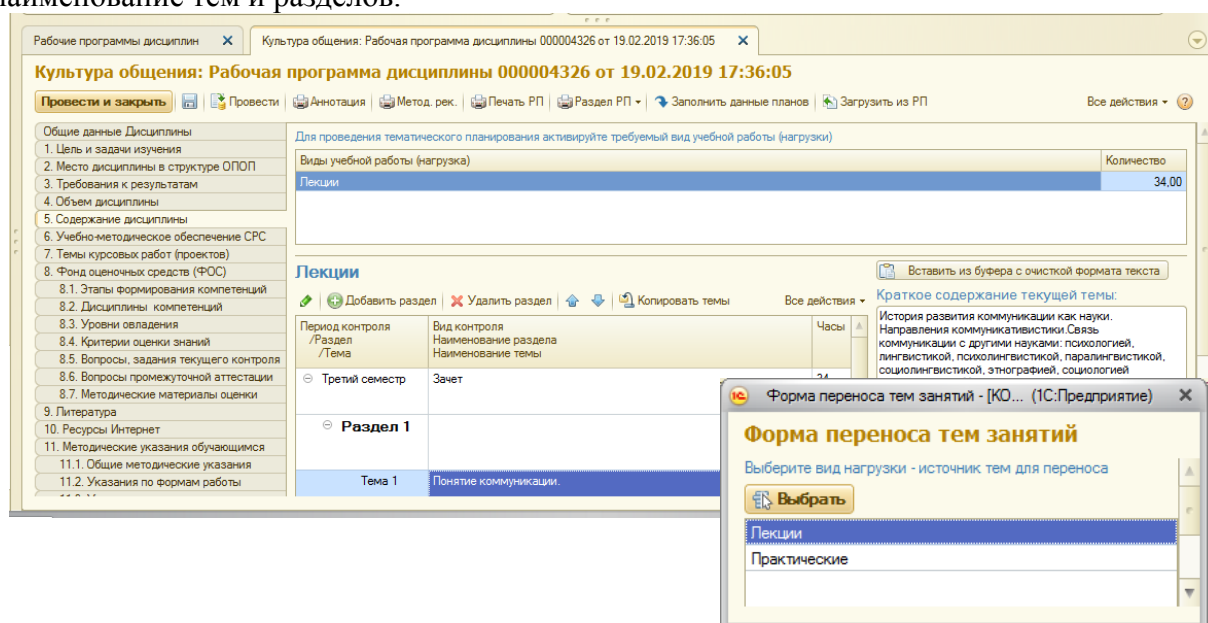 наименование тем и разделов.
Рабочие программы дисциплин X Культура общения: Рабочая программа дисциплины 000004326 от 19.02.2019 17:36:05 X
Культура общения: Рабочая программа дисциплины 000004326 от 19.02.2019 17:36:05
Провести и закрыть Провести Аннотация Метод. рек. Печать РП Раздел РП Заполнить данные планов Загрузить из РП Все действия ?
Общие данные Дисциплины
1. Цель и задачи изучения
2. Место дисциплины в структуре ОПОП
3. Требования к результатам
4. Объем дисциплины
5. Содержание дисциплины
6. Учебно-методическое обеспечение СРС
7. Темы курсовых работ (проектов)
8. Фонд оценочных средств (ФОС)
8.1. Этапы формирования компетенций
8.2. Дисциплины компетенций
8.3. Уровни овладения
8.4. Критерии оценки знаний
8.5. Вопросы, задания текущего контроля
8.6. Вопросы промежуточной аттестации
8.7. Методические материалы оценки
9. Литература
10. Ресурсы Интернет
11. Методические указания обучающимся
11.1. Общие методические указания
11.2. Указания по формам работы
Для проведения тематического планирования активируйте требуемый вид учебной работы (нагрузки)
Виды учебной работы (нагрузка) Количество
Лекции 34,00
Лекции
Добавить раздел Удалить раздел Копировать темы Все действия
Период контроля Вид контроля Часы
/Раздел Наименование раздела
/Тема Наименование темы
Третий семестр Зачет 34
Раздел 1
Тема 1 Понятие коммуникации.
Вставить из буфера с очисткой формата текста
Краткое содержание текущей темы:
История развития коммуникации как науки.
Направления коммуникативистики.Связь
коммуникации с другими науками: психологией,
лингвистикой, психолингвистикой, паралингвистикой,
социолингвистикой, этнографией, социологией
Форма переноса тем занятий - [КО... (1С:Предприятие) X
Форма переноса тем занятий
Выберите вид нагрузки - источник тем для переноса
Выбрать
Лекции
Практические